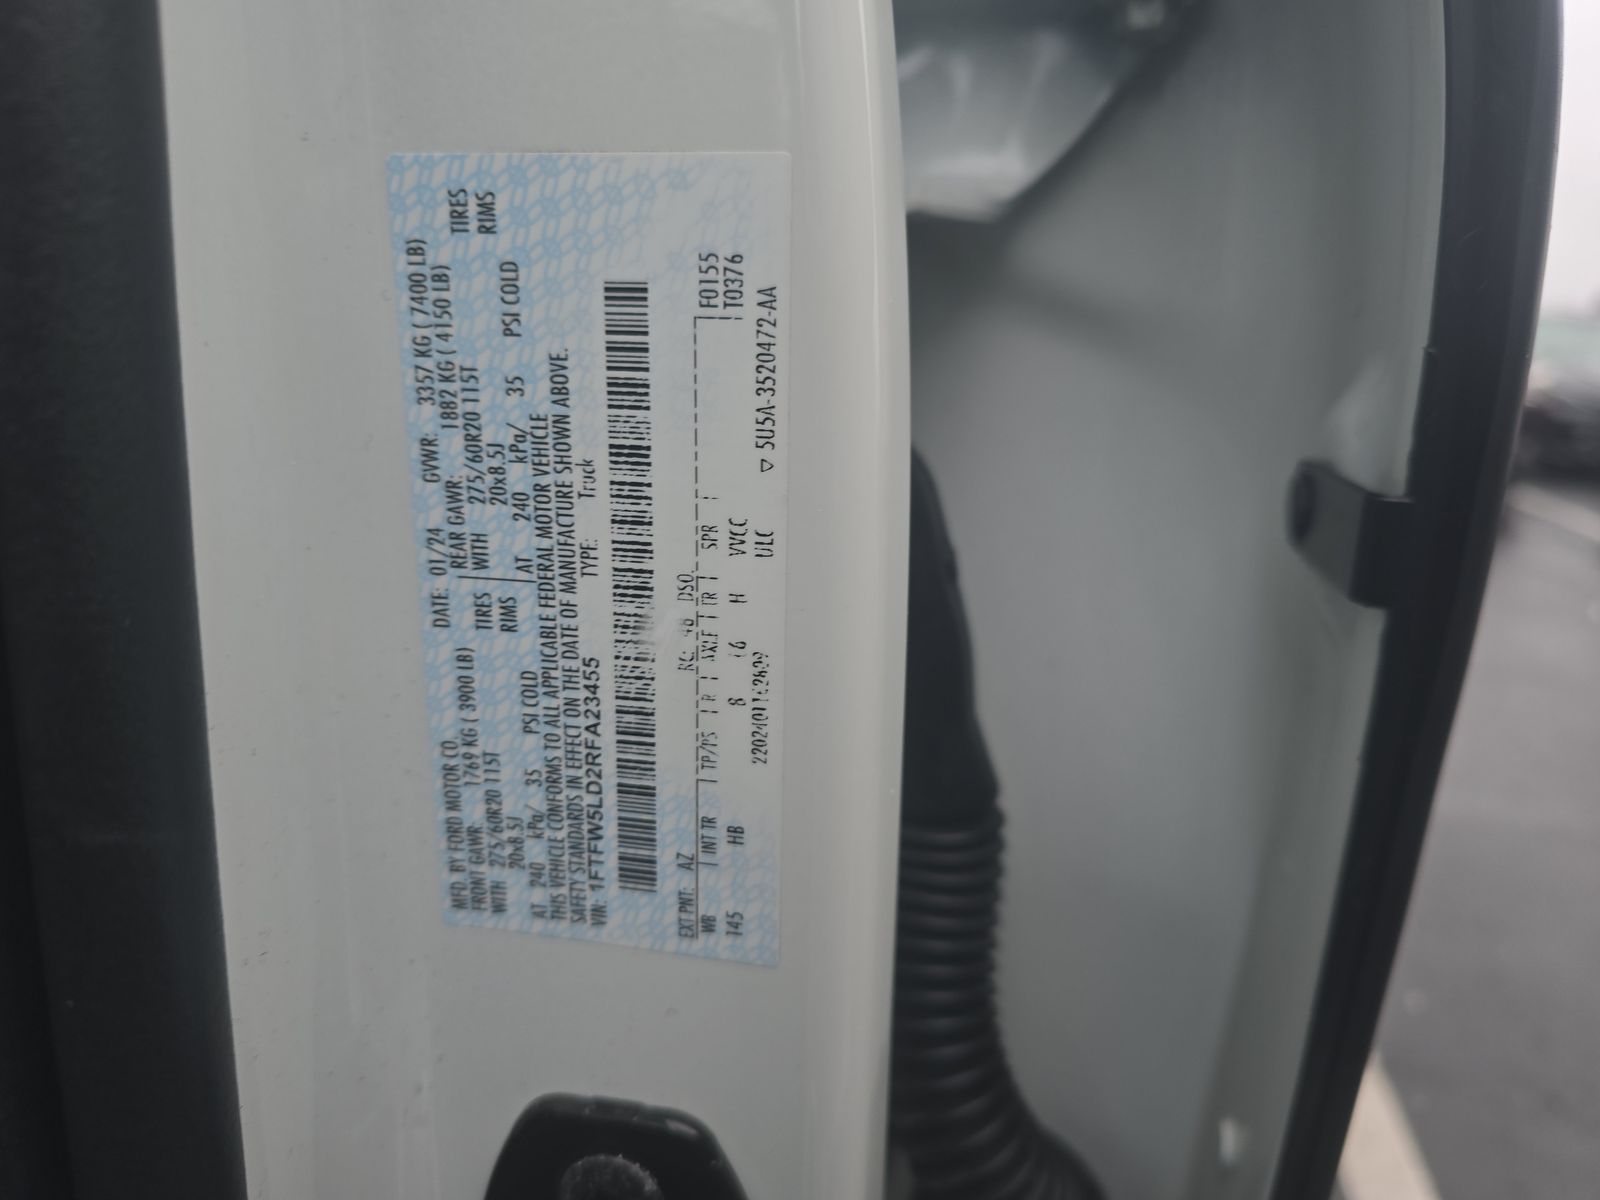 MFD. BY FORD MOTOR CO. DATE: 01/24 GVWR: 3357 KG ( 7400 LB)
FRONT GAWR: 1769 KG ( 3900 LB) REAR GAWR: 1882 KG ( 4150 LB)
WITH 275/60R20 115T TIRES WITH 275/60R20 115T TIRES
20x8.5J RIMS 20x8.5J RIMS
AT 240 kPa/ 35 PSI COLD AT 240 kPa/ 35 PSI COLD
THIS VEHICLE CONFORMS TO ALL APPLICABLE FEDERAL MOTOR VEHICLE
SAFETY STANDARDS IN EFFECT ON THE DATE OF MANUFACTURE SHOWN ABOVE.
VIN: 1FTFW5LD2RFA23455 TYPE: Truck
EXT PNT: AZ RC: 48 DSO:
WB INT TR TP/PS R AXLE TR SPR F0155
145 HB 8 H VVCC T0376
ULC ▽ 5U5A-3520472-AA